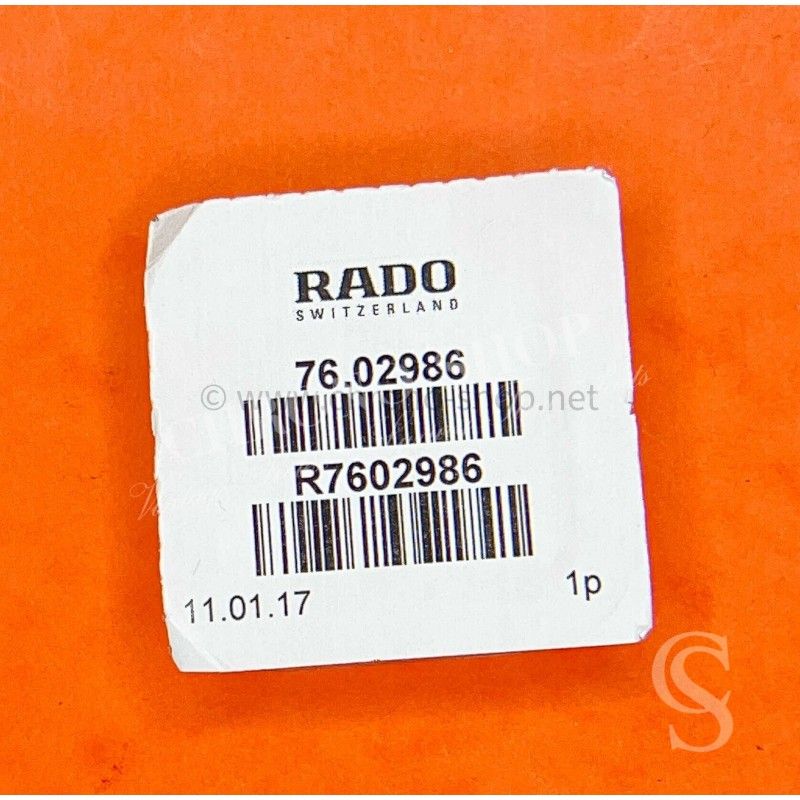 RADO
SWITZERLAND
76.02986
R7602986
11.01.17
1p